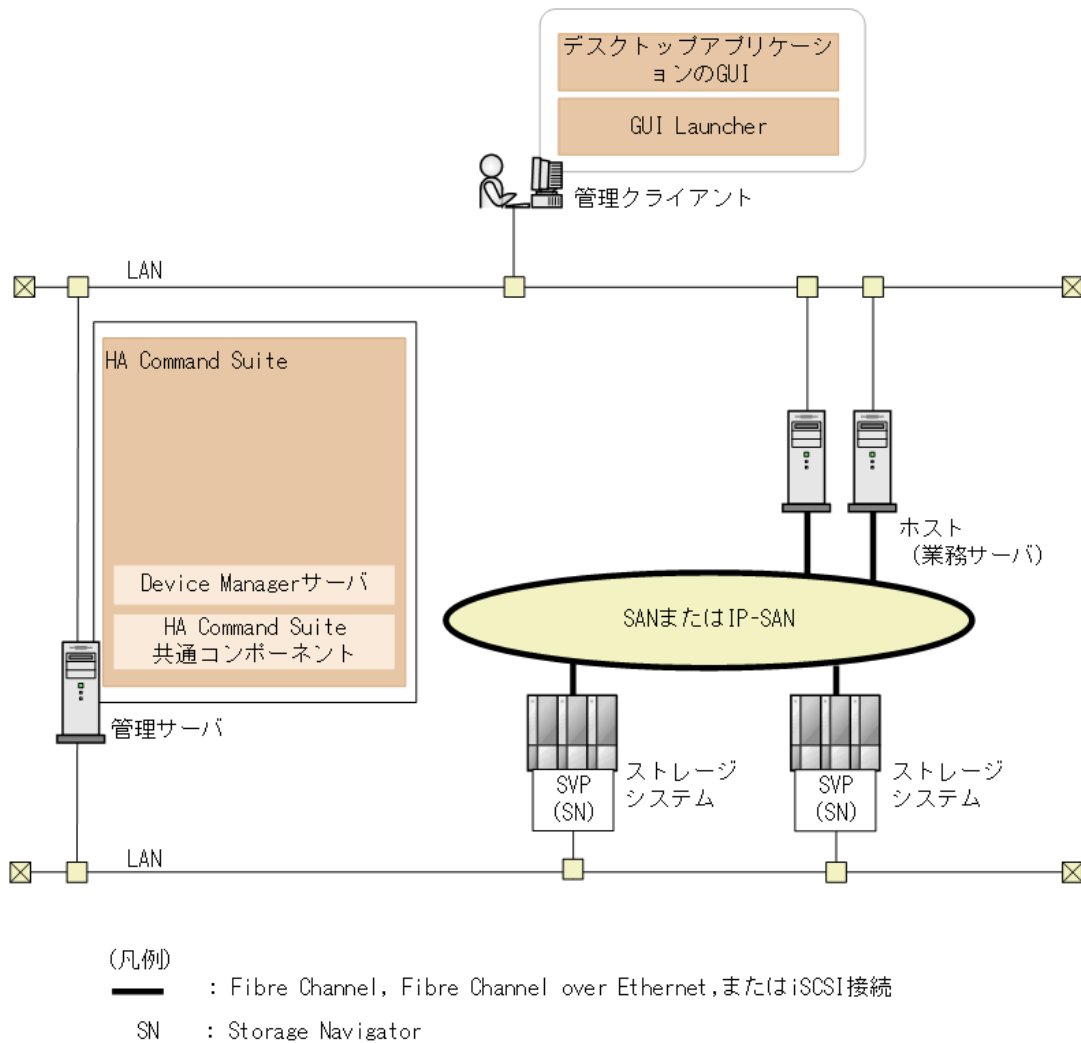 デスクトップアプリケーシ
ョンのGUI
GUI Launcher
管理クライアント
LAN
HA Command Suite
Device Managerサーバ
HA Command Suite
共通コンポーネント
管理サーバ
ホスト
(業務サーバ)
SANまたはIP-SAN
SVP
(SN)
ストレージ
システム
SVP
(SN)
ストレージ
システム
LAN
(凡例)
: Fibre Channel, Fibre Channel over Ethernet,またはiSCSI接続
SN : Storage Navigator